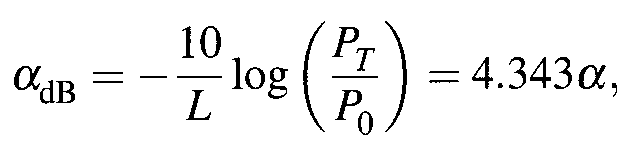 α_dB = −10/L log(P_T/P_0) = 4.343α,